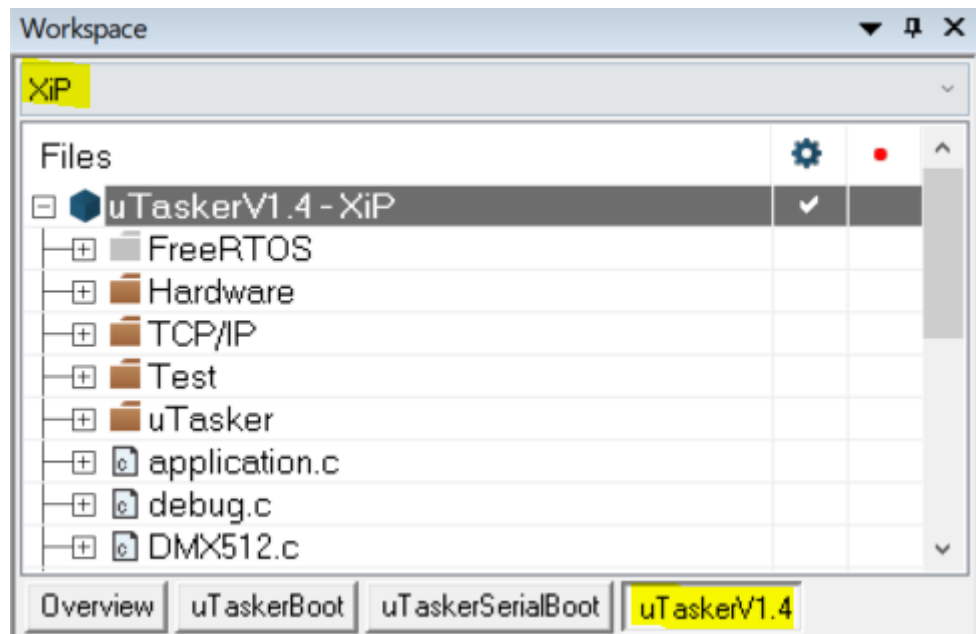 Workspace
XiP
Files
uTaskerV1.4 - XiP
FreeRTOS
Hardware
TCP/IP
Test
uTasker
application.c
debug.c
DMX512.c
Overview uTaskerBoot uTaskerSerialBoot uTaskerV1.4